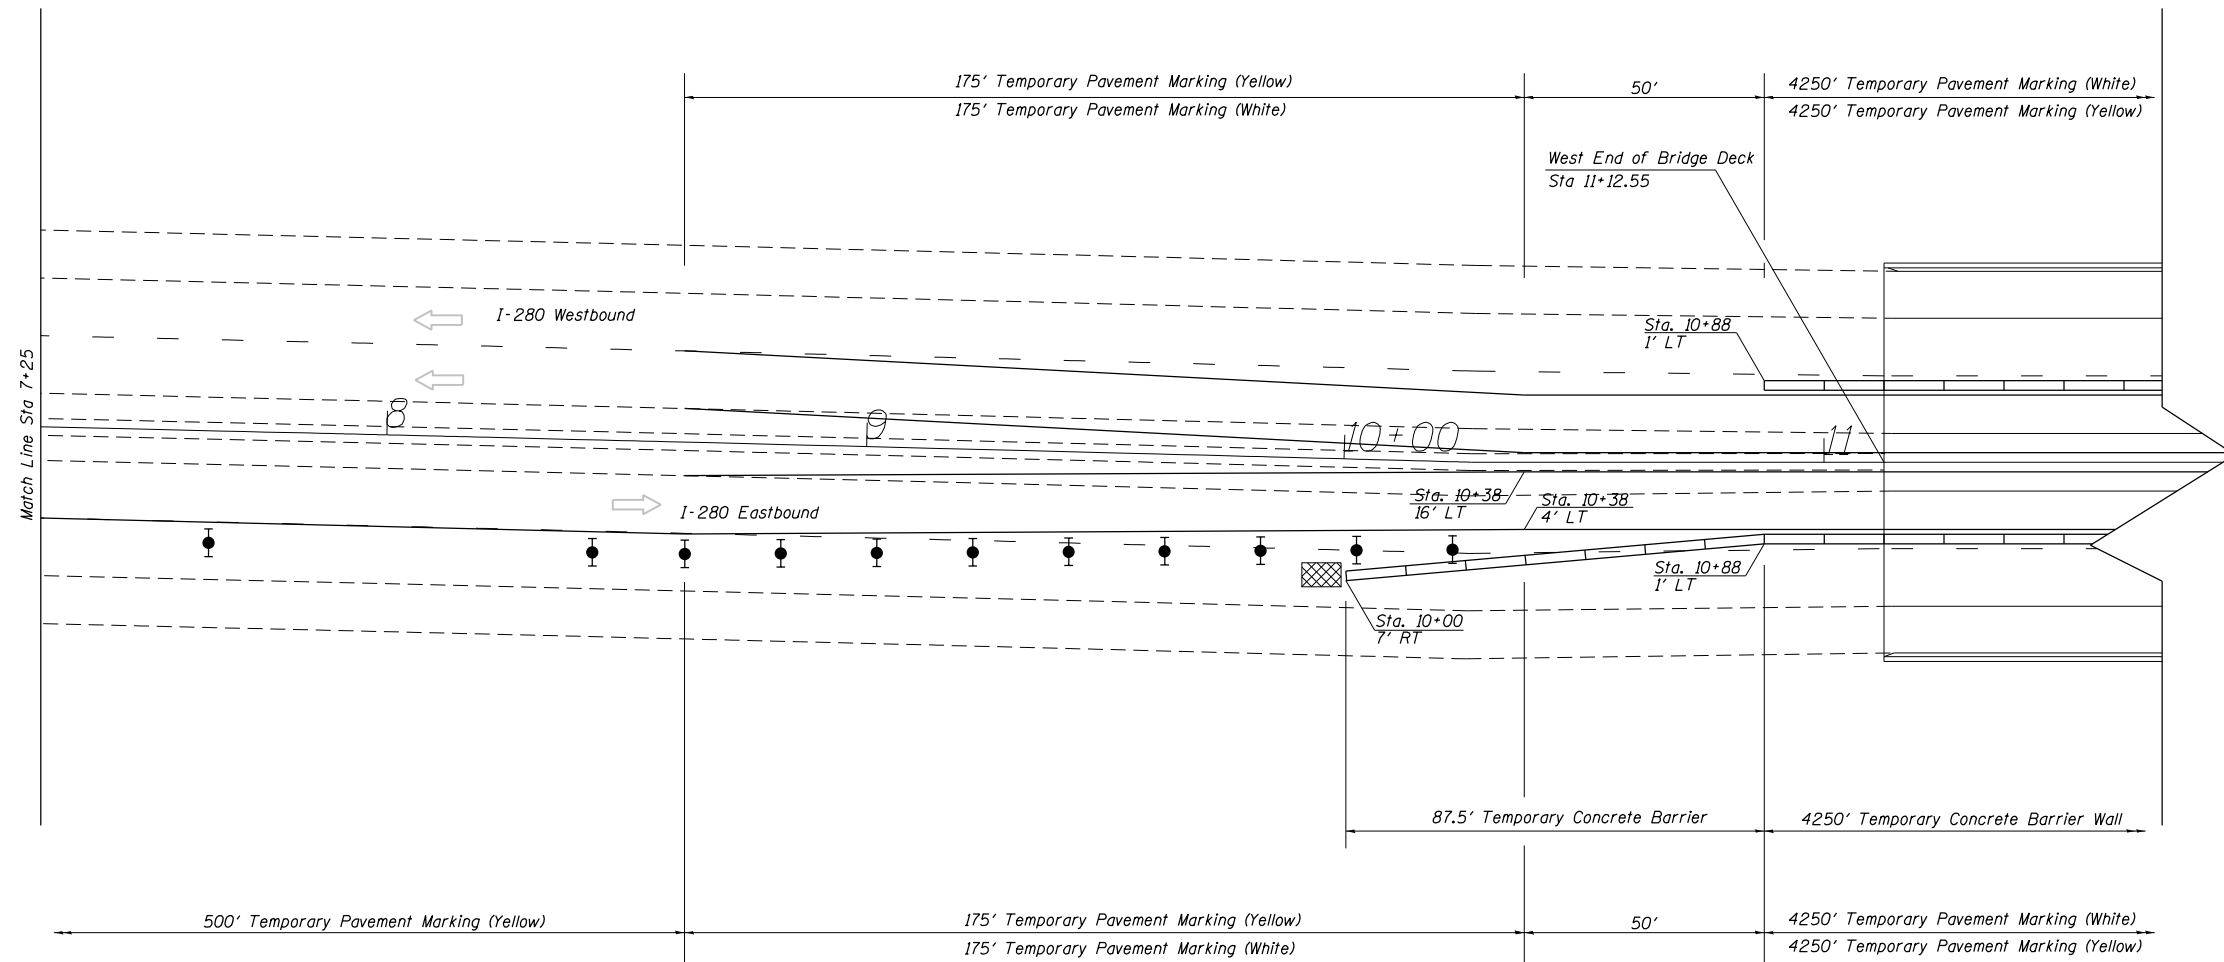 175' Temporary Pavement Marking (Yellow)
175' Temporary Pavement Marking (White)
50'
4250' Temporary Pavement Marking (White)
4250' Temporary Pavement Marking (Yellow)
West End of Bridge Deck
Sta 11+12.55
I-280 Westbound
Sta. 10+88
1' LT
Match Line Sta 7+25
8
9
10+00
11
I-280 Eastbound
Sta. 10+38
16' LT
Sta. 10+38
4' LT
Sta. 10+88
1' LT
Sta. 10+00
7' RT
87.5' Temporary Concrete Barrier
4250' Temporary Concrete Barrier Wall
500' Temporary Pavement Marking (Yellow)
175' Temporary Pavement Marking (Yellow)
175' Temporary Pavement Marking (White)
50'
4250' Temporary Pavement Marking (White)
4250' Temporary Pavement Marking (Yellow)